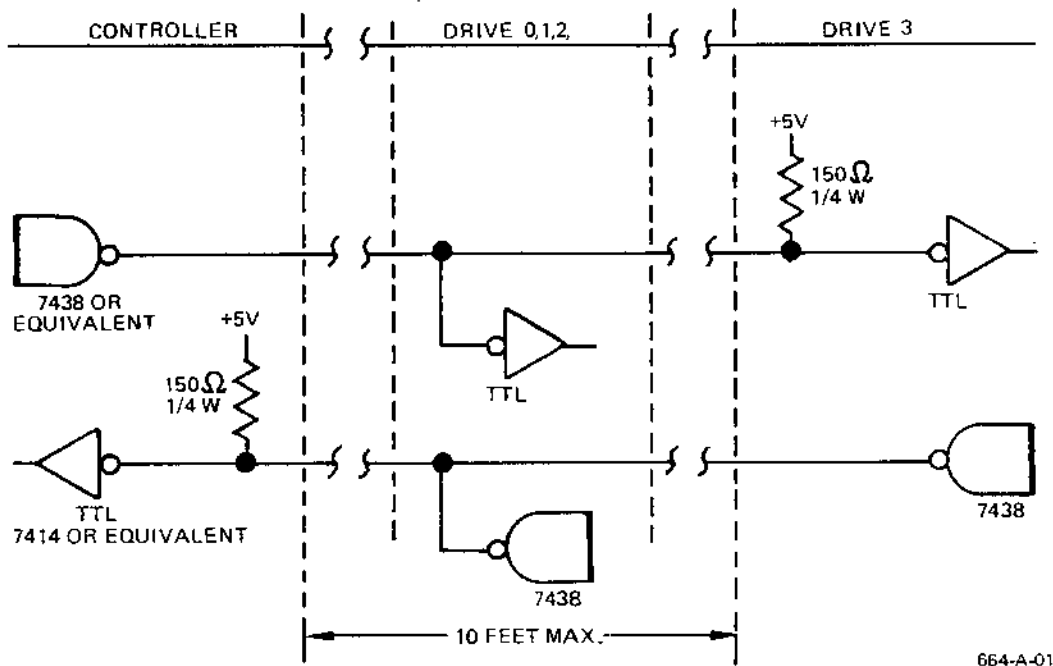 CONTROLLER
DRIVE 0,1,2,
DRIVE 3
+5V
150Ω
1/4 W
7438 OR
EQUIVALENT
TTL
+5V
150Ω
1/4 W
TTL
TTL
7414 OR EQUIVALENT
7438
7438
10 FEET MAX.
664-A-01